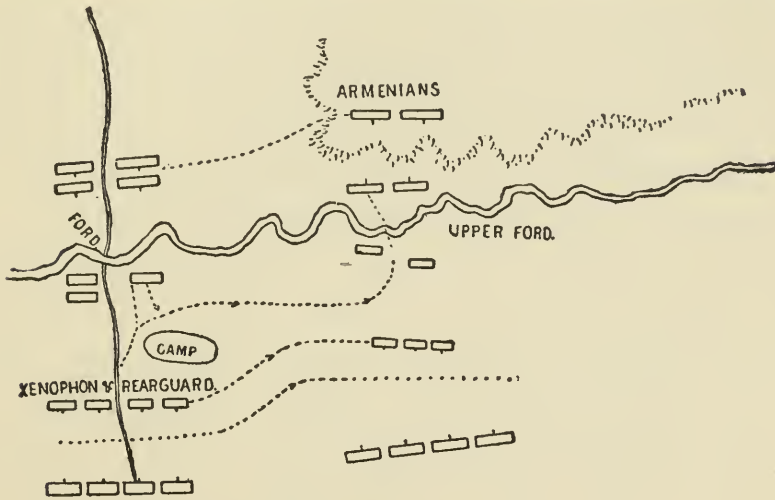 ARMENIANS
FORD
UPPER FORD.
CAMP
XENOPHON & REARGUARD.